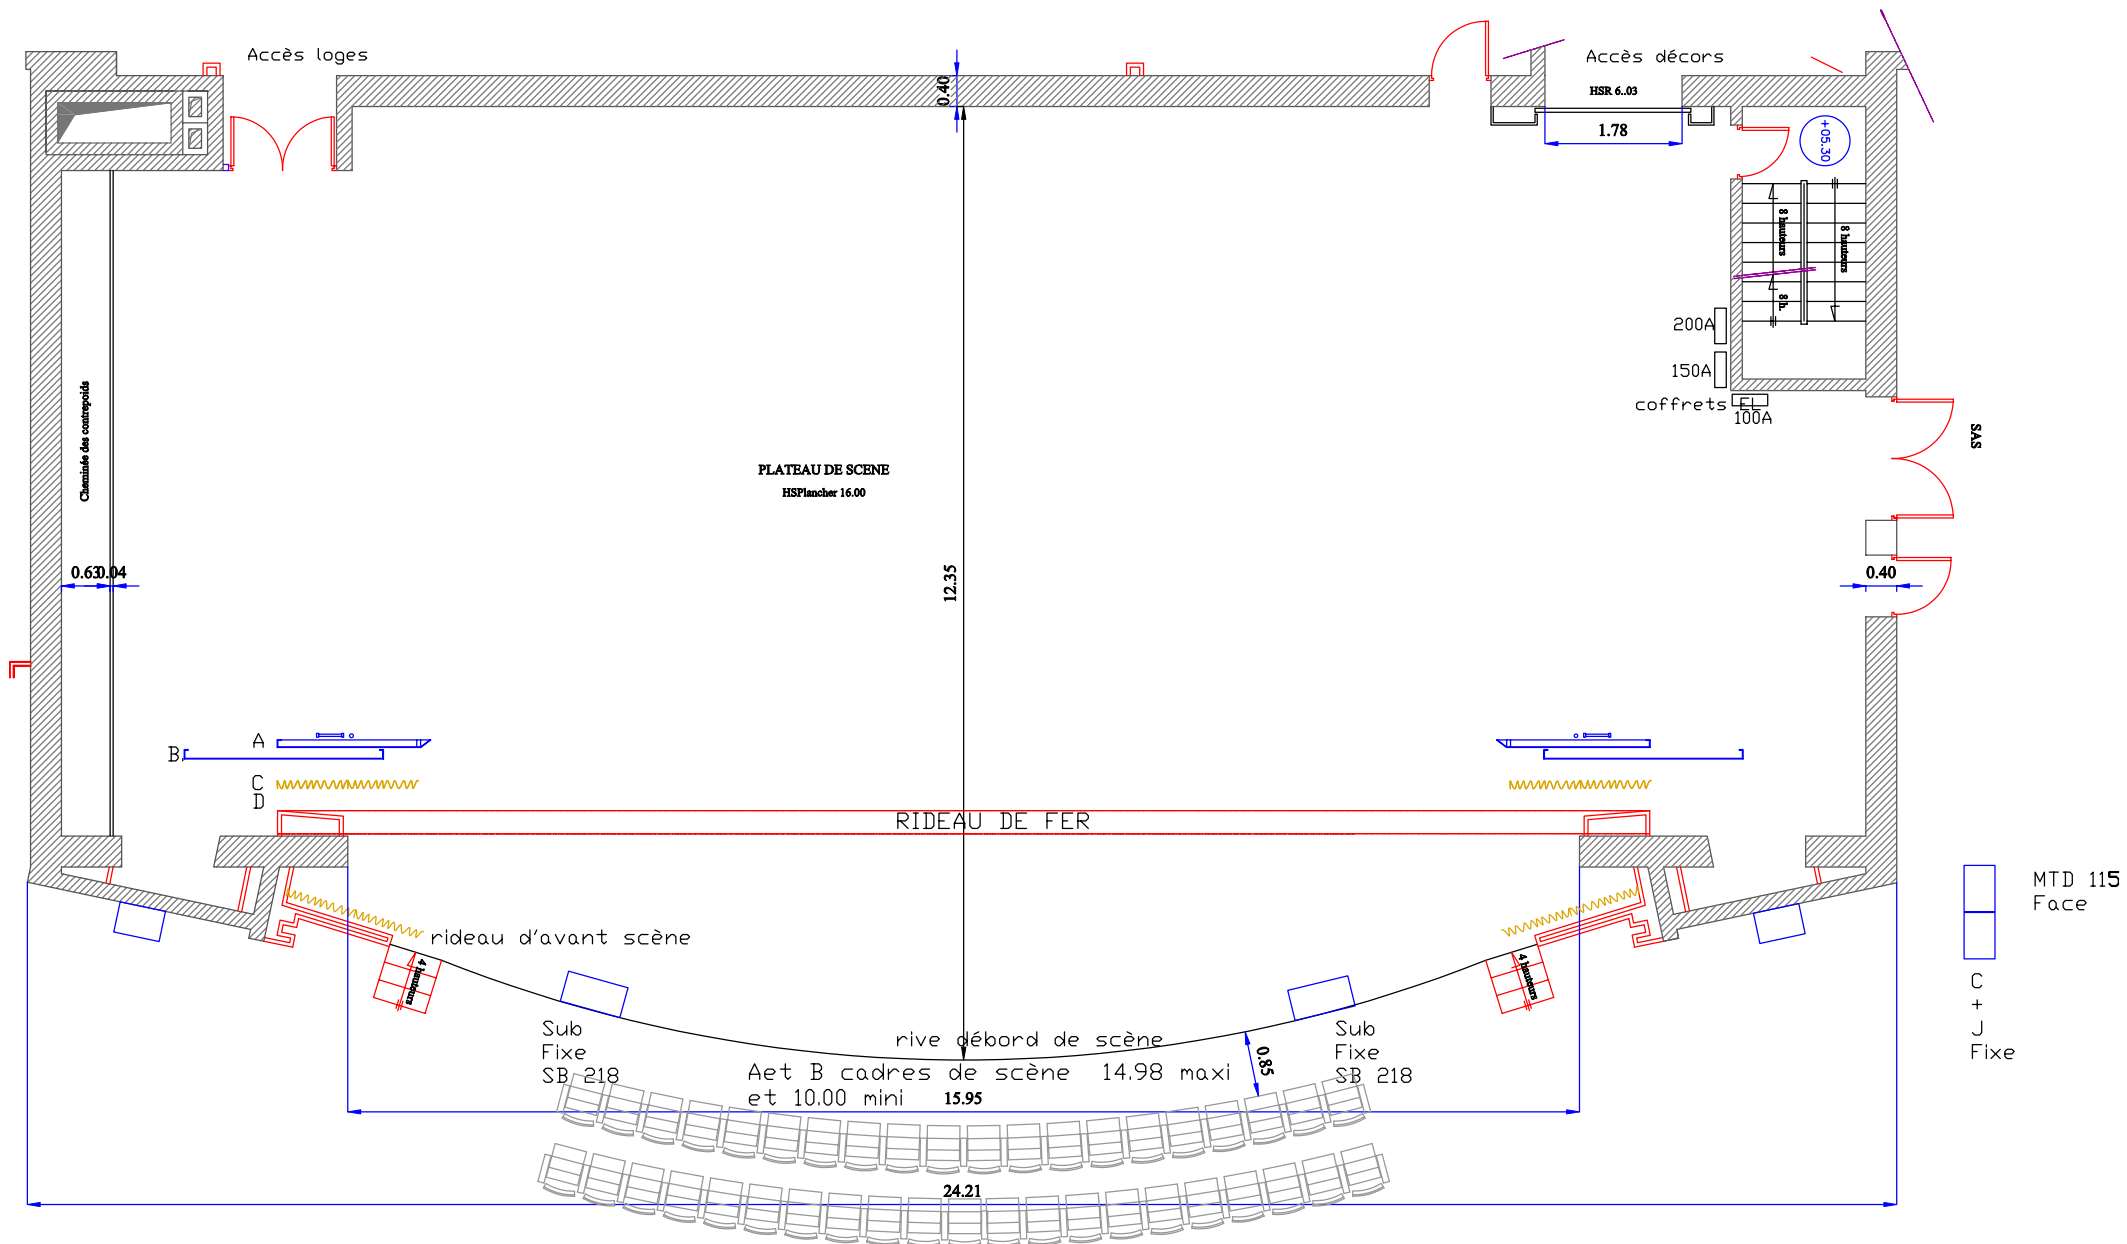 Accès loges
Accès décors
HSR 6..03
0.40
1.78
+05.30
8 hauteurs
8 hauteurs
8 h.
200A
150A
coffrets EL
100A
SAS
Cheminée des contrepoids
PLATEAU DE SCENE
HSPlancher 16.00
12.35
0.63
0.04
0.40
A
B.
C
D
RIDEAU DE FER
MTD 115
Face
rideau d'avant scène
4 hauteurs
4 hauteurs
C
+
J
Fixe
Sub
Fixe
SB 218
rive débord de scène
Sub
Fixe
SB 218
0.85
Aet B cadres de scène 14.98 maxi
et 10.00 mini
15.95
24.21